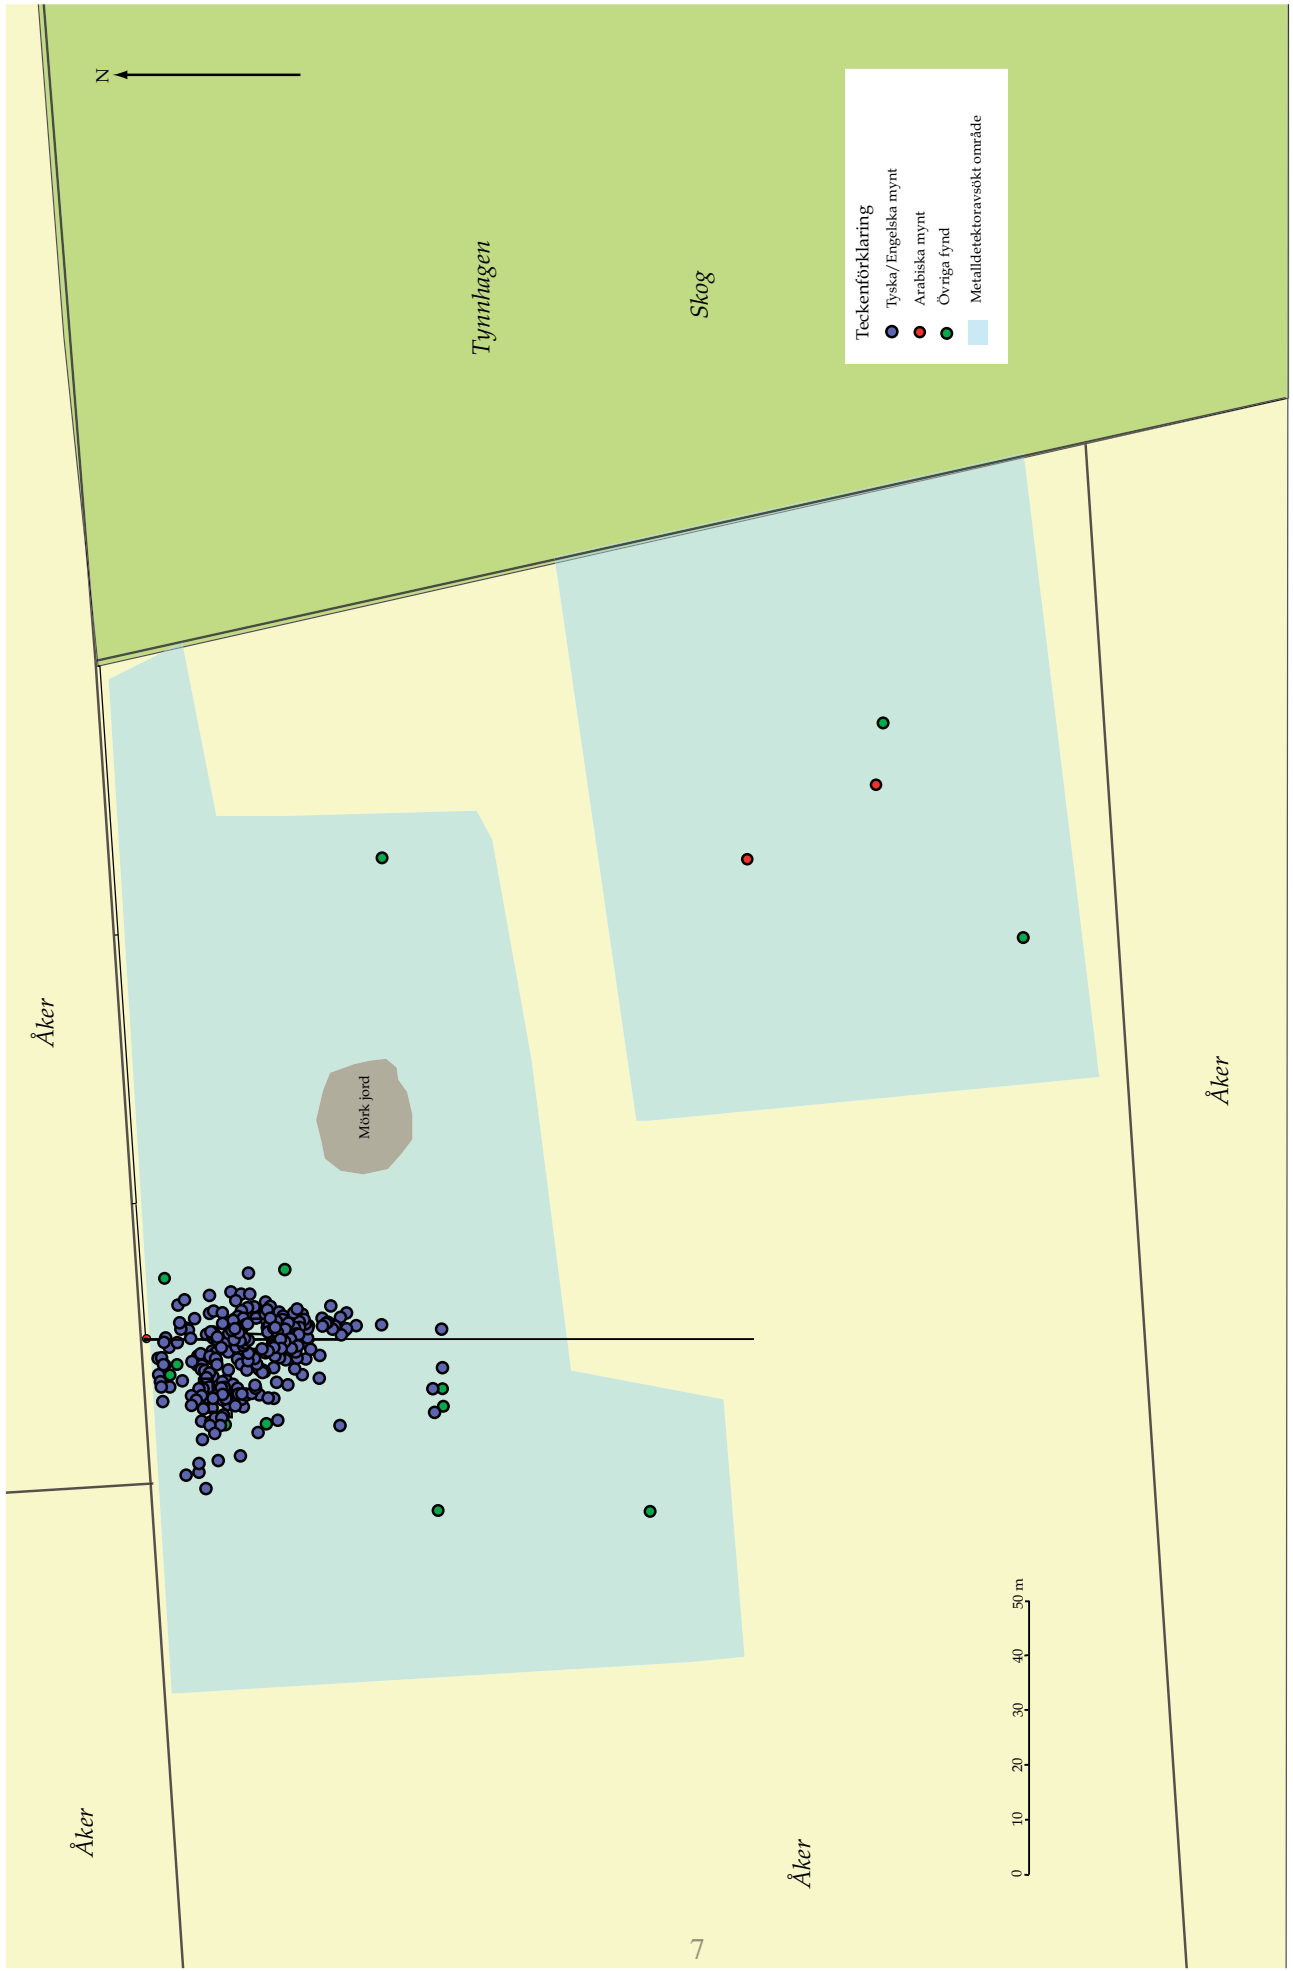 N
Åker
Tynnhagen
Skog
Teckenförklaring
Tyska/Engelska mynt
Arabiska mynt
Övriga fynd
Metalldetektoravsökt område
Mörk jord
Åker
Åker
Åker
0 10 20 30 40 50 m
7